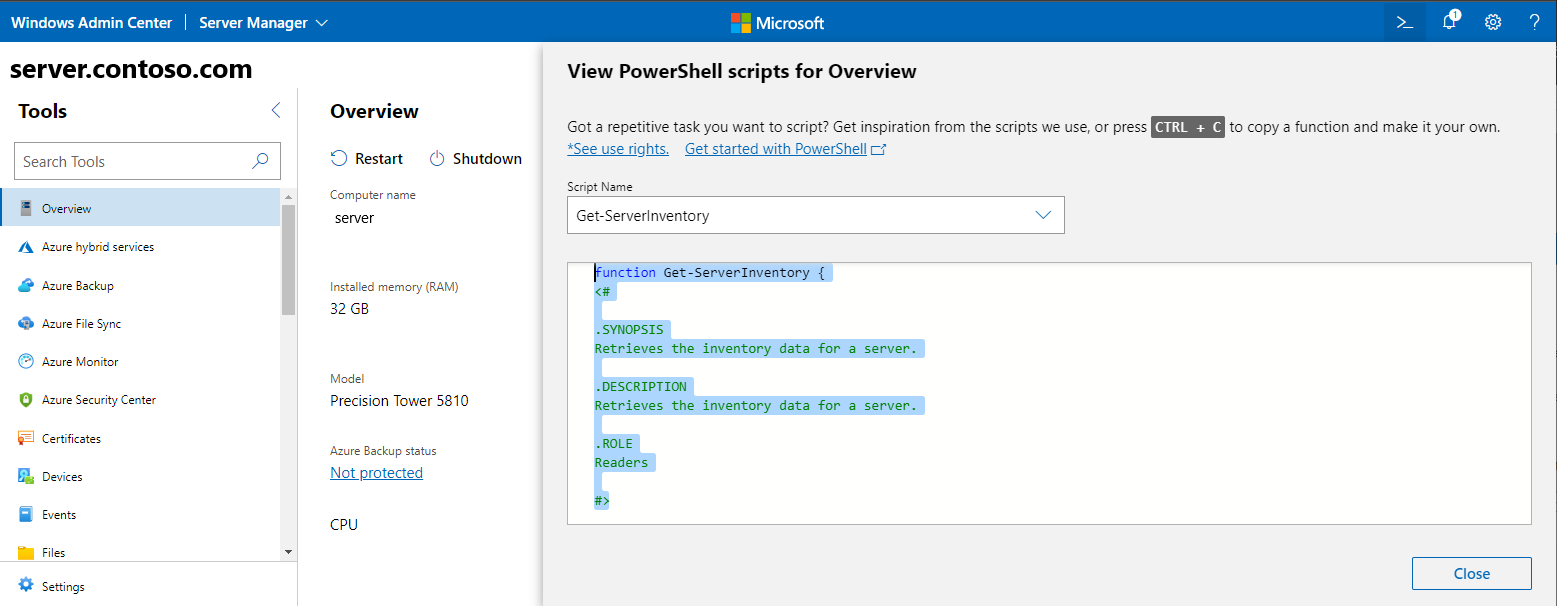 Windows Admin Center | Server Manager
Microsoft
1
server.contoso.com
Tools
Search Tools
Overview
Azure hybrid services
Azure Backup
Azure File Sync
Azure Monitor
Azure Security Center
Certificates
Devices
Events
Files
Settings
Overview
Restart Shutdown
Computer name
server
Installed memory (RAM)
32 GB
Model
Precision Tower 5810
Azure Backup status
Not protected
CPU
View PowerShell scripts for Overview
Got a repetitive task you want to script? Get inspiration from the scripts we use, or press CTRL + C to copy a function and make it your own.
*See use rights. Get started with PowerShell
Script Name
Get-ServerInventory
function Get-ServerInventory {
<#
.SYNOPSIS
Retrieves the inventory data for a server.
.DESCRIPTION
Retrieves the inventory data for a server.
.ROLE
Readers
#>
Close